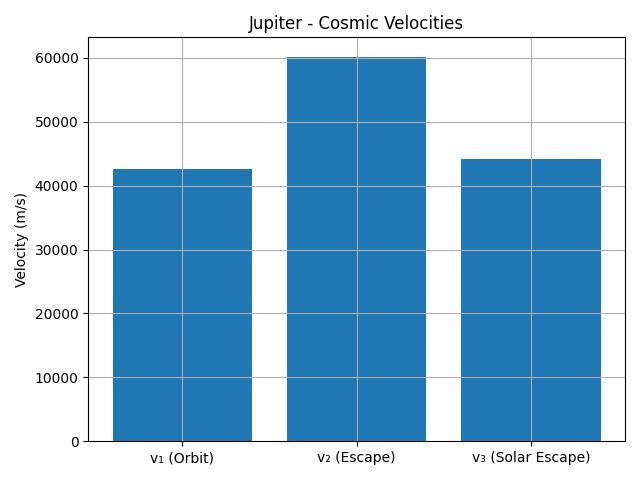 Jupiter - Cosmic Velocities
Velocity (m/s)
60000
50000
40000
30000
20000
10000
0
v₁ (Orbit)
v₂ (Escape)
v₃ (Solar Escape)